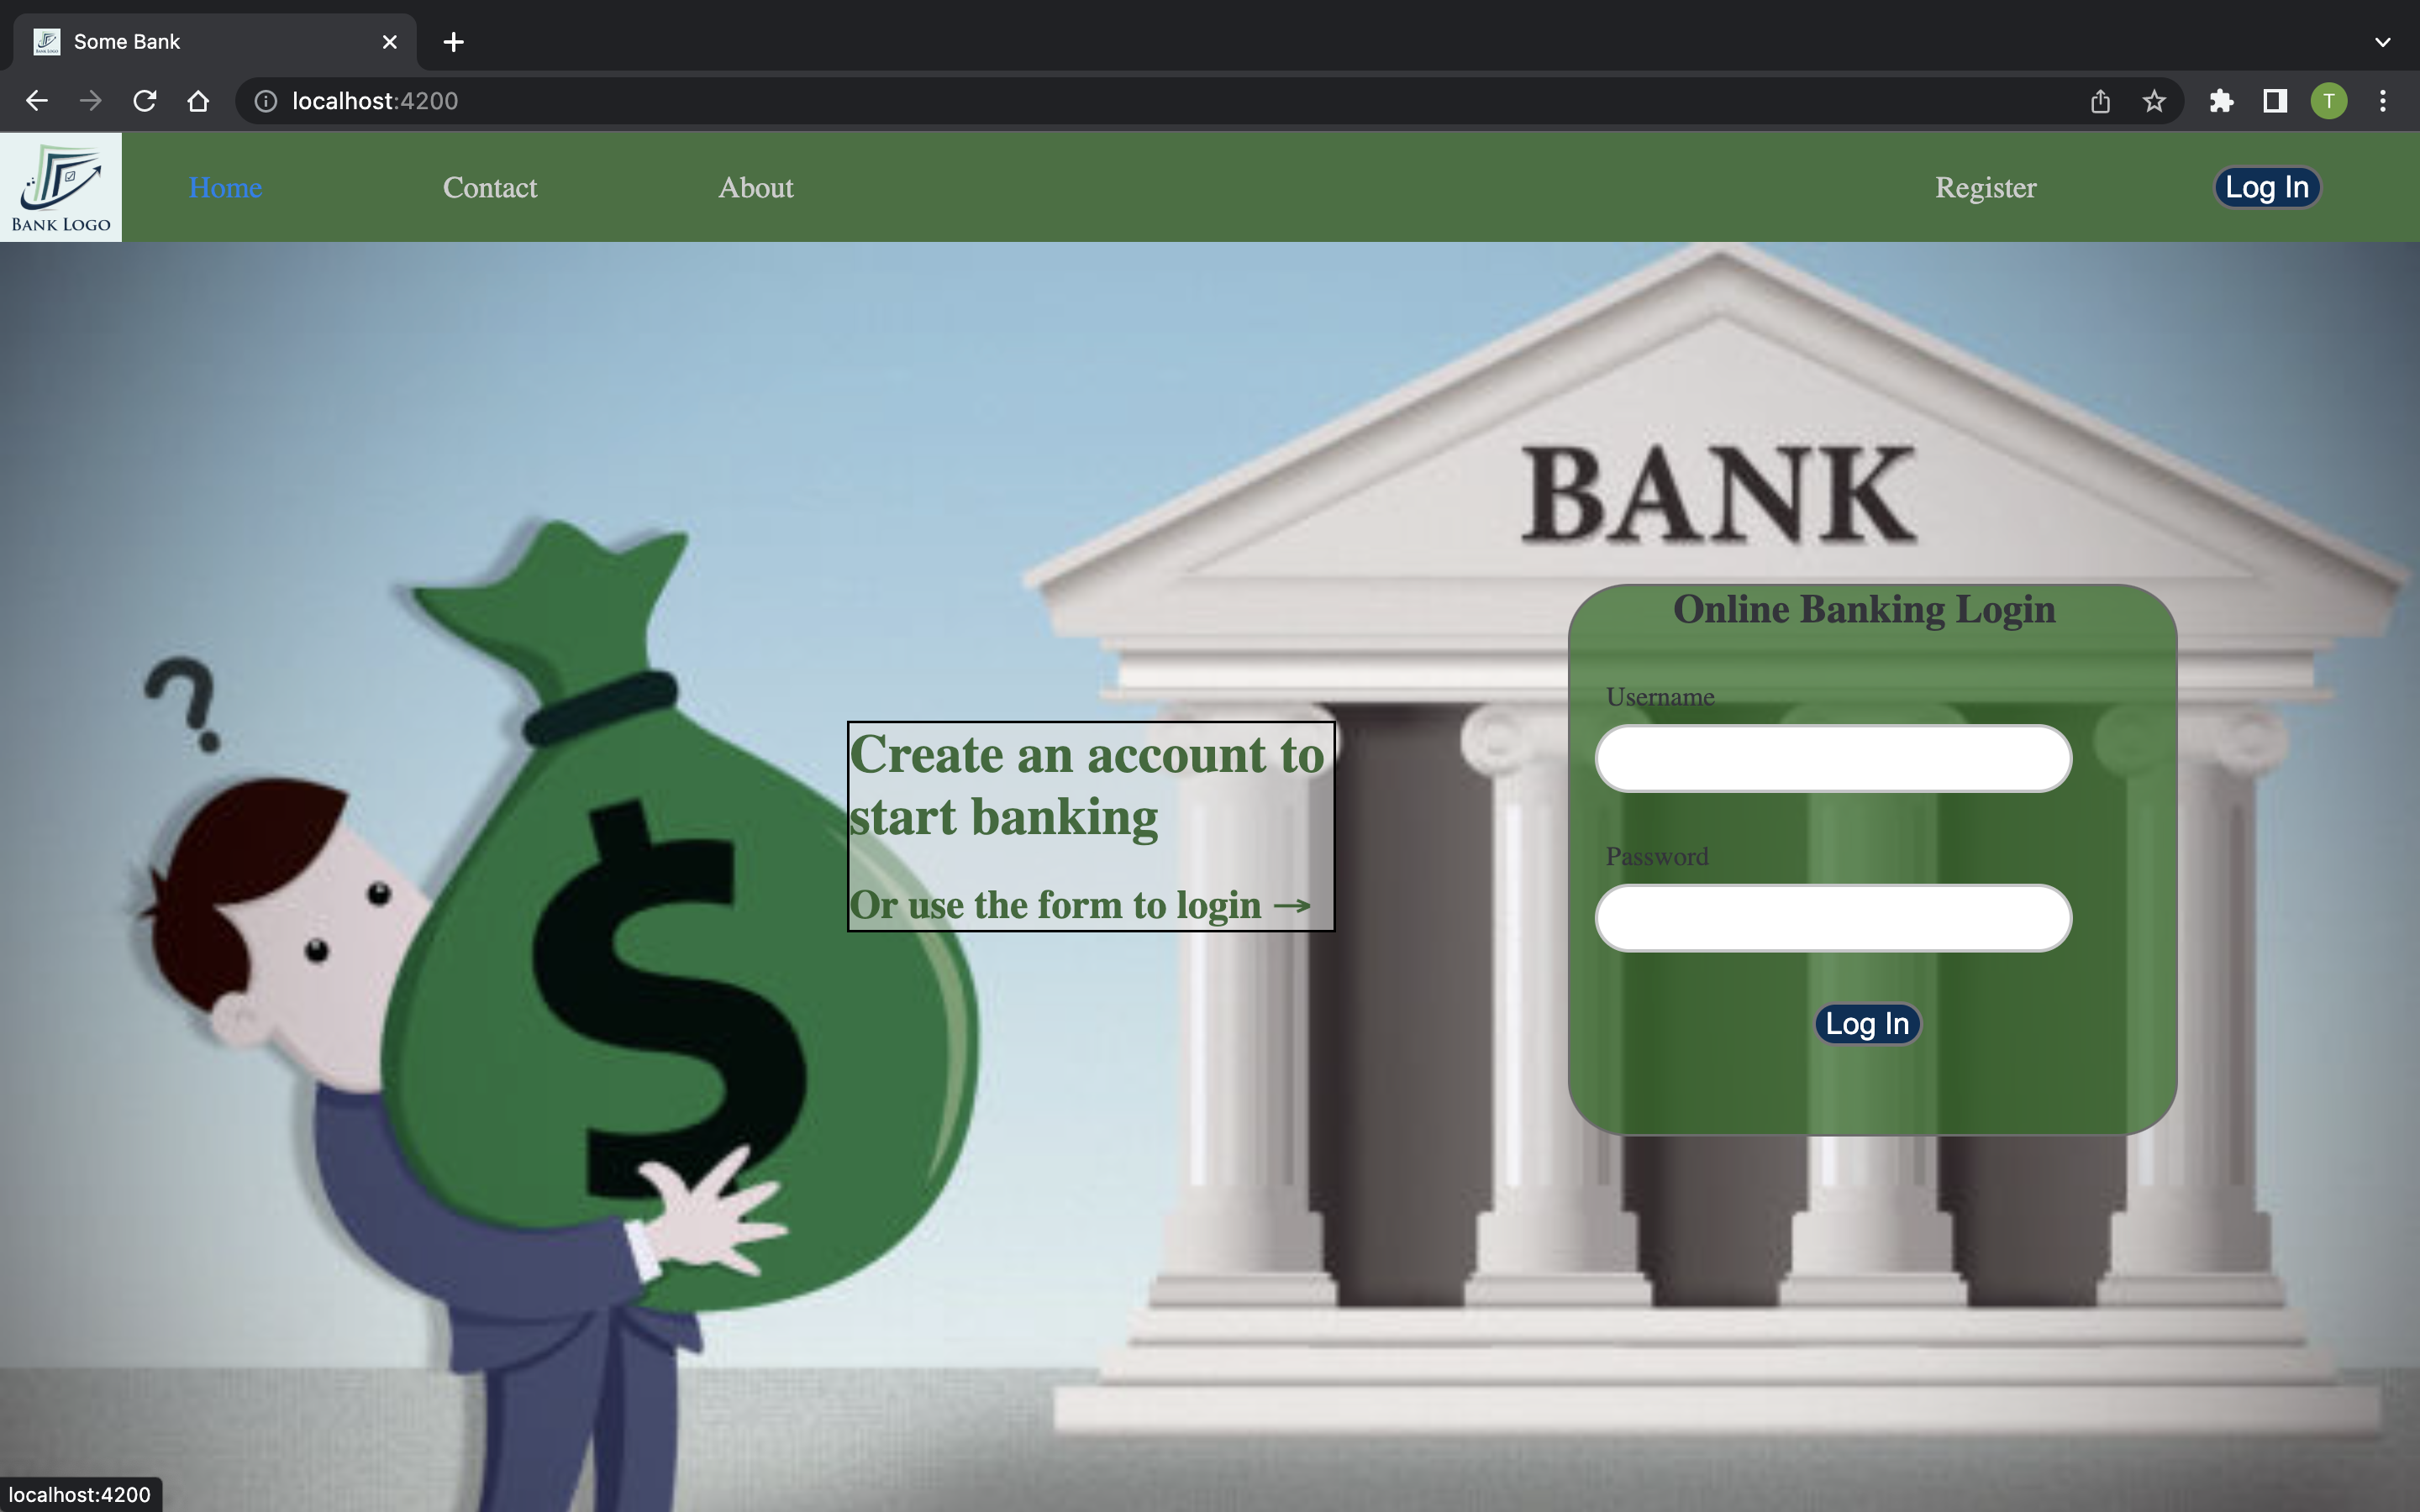 Some Bank
localhost:4200
T
BANK LOGO
Home
Contact
About
Register
Log In
BANK
Online Banking Login
Username
Create an account to
start banking
Password
Or use the form to login →
Log In
?
$
localhost:4200